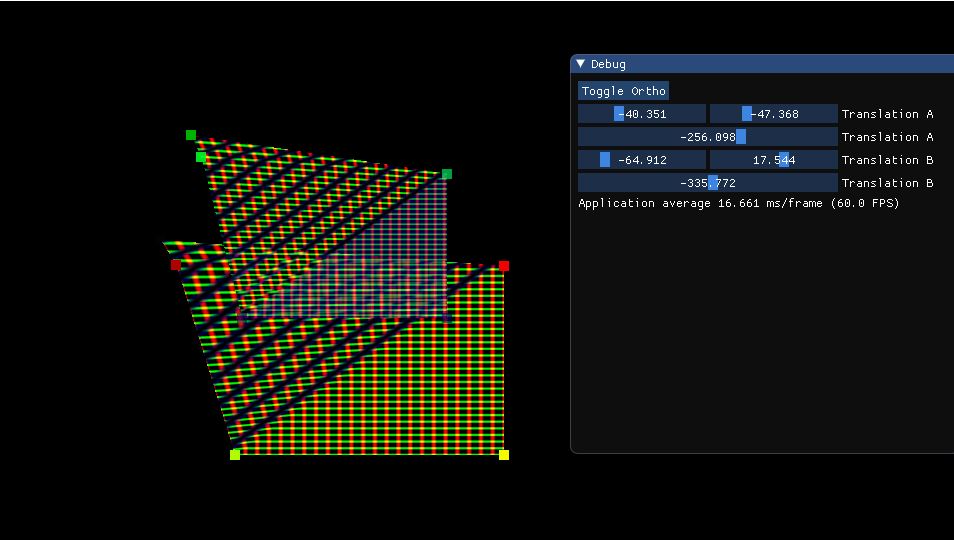 Debug
Toggle Ortho
-40.351 -47.368 Translation A
-256.098 Translation A
-64.912 17.544 Translation B
-335.772 Translation B
Application average 16.661 ms/frame (60.0 FPS)